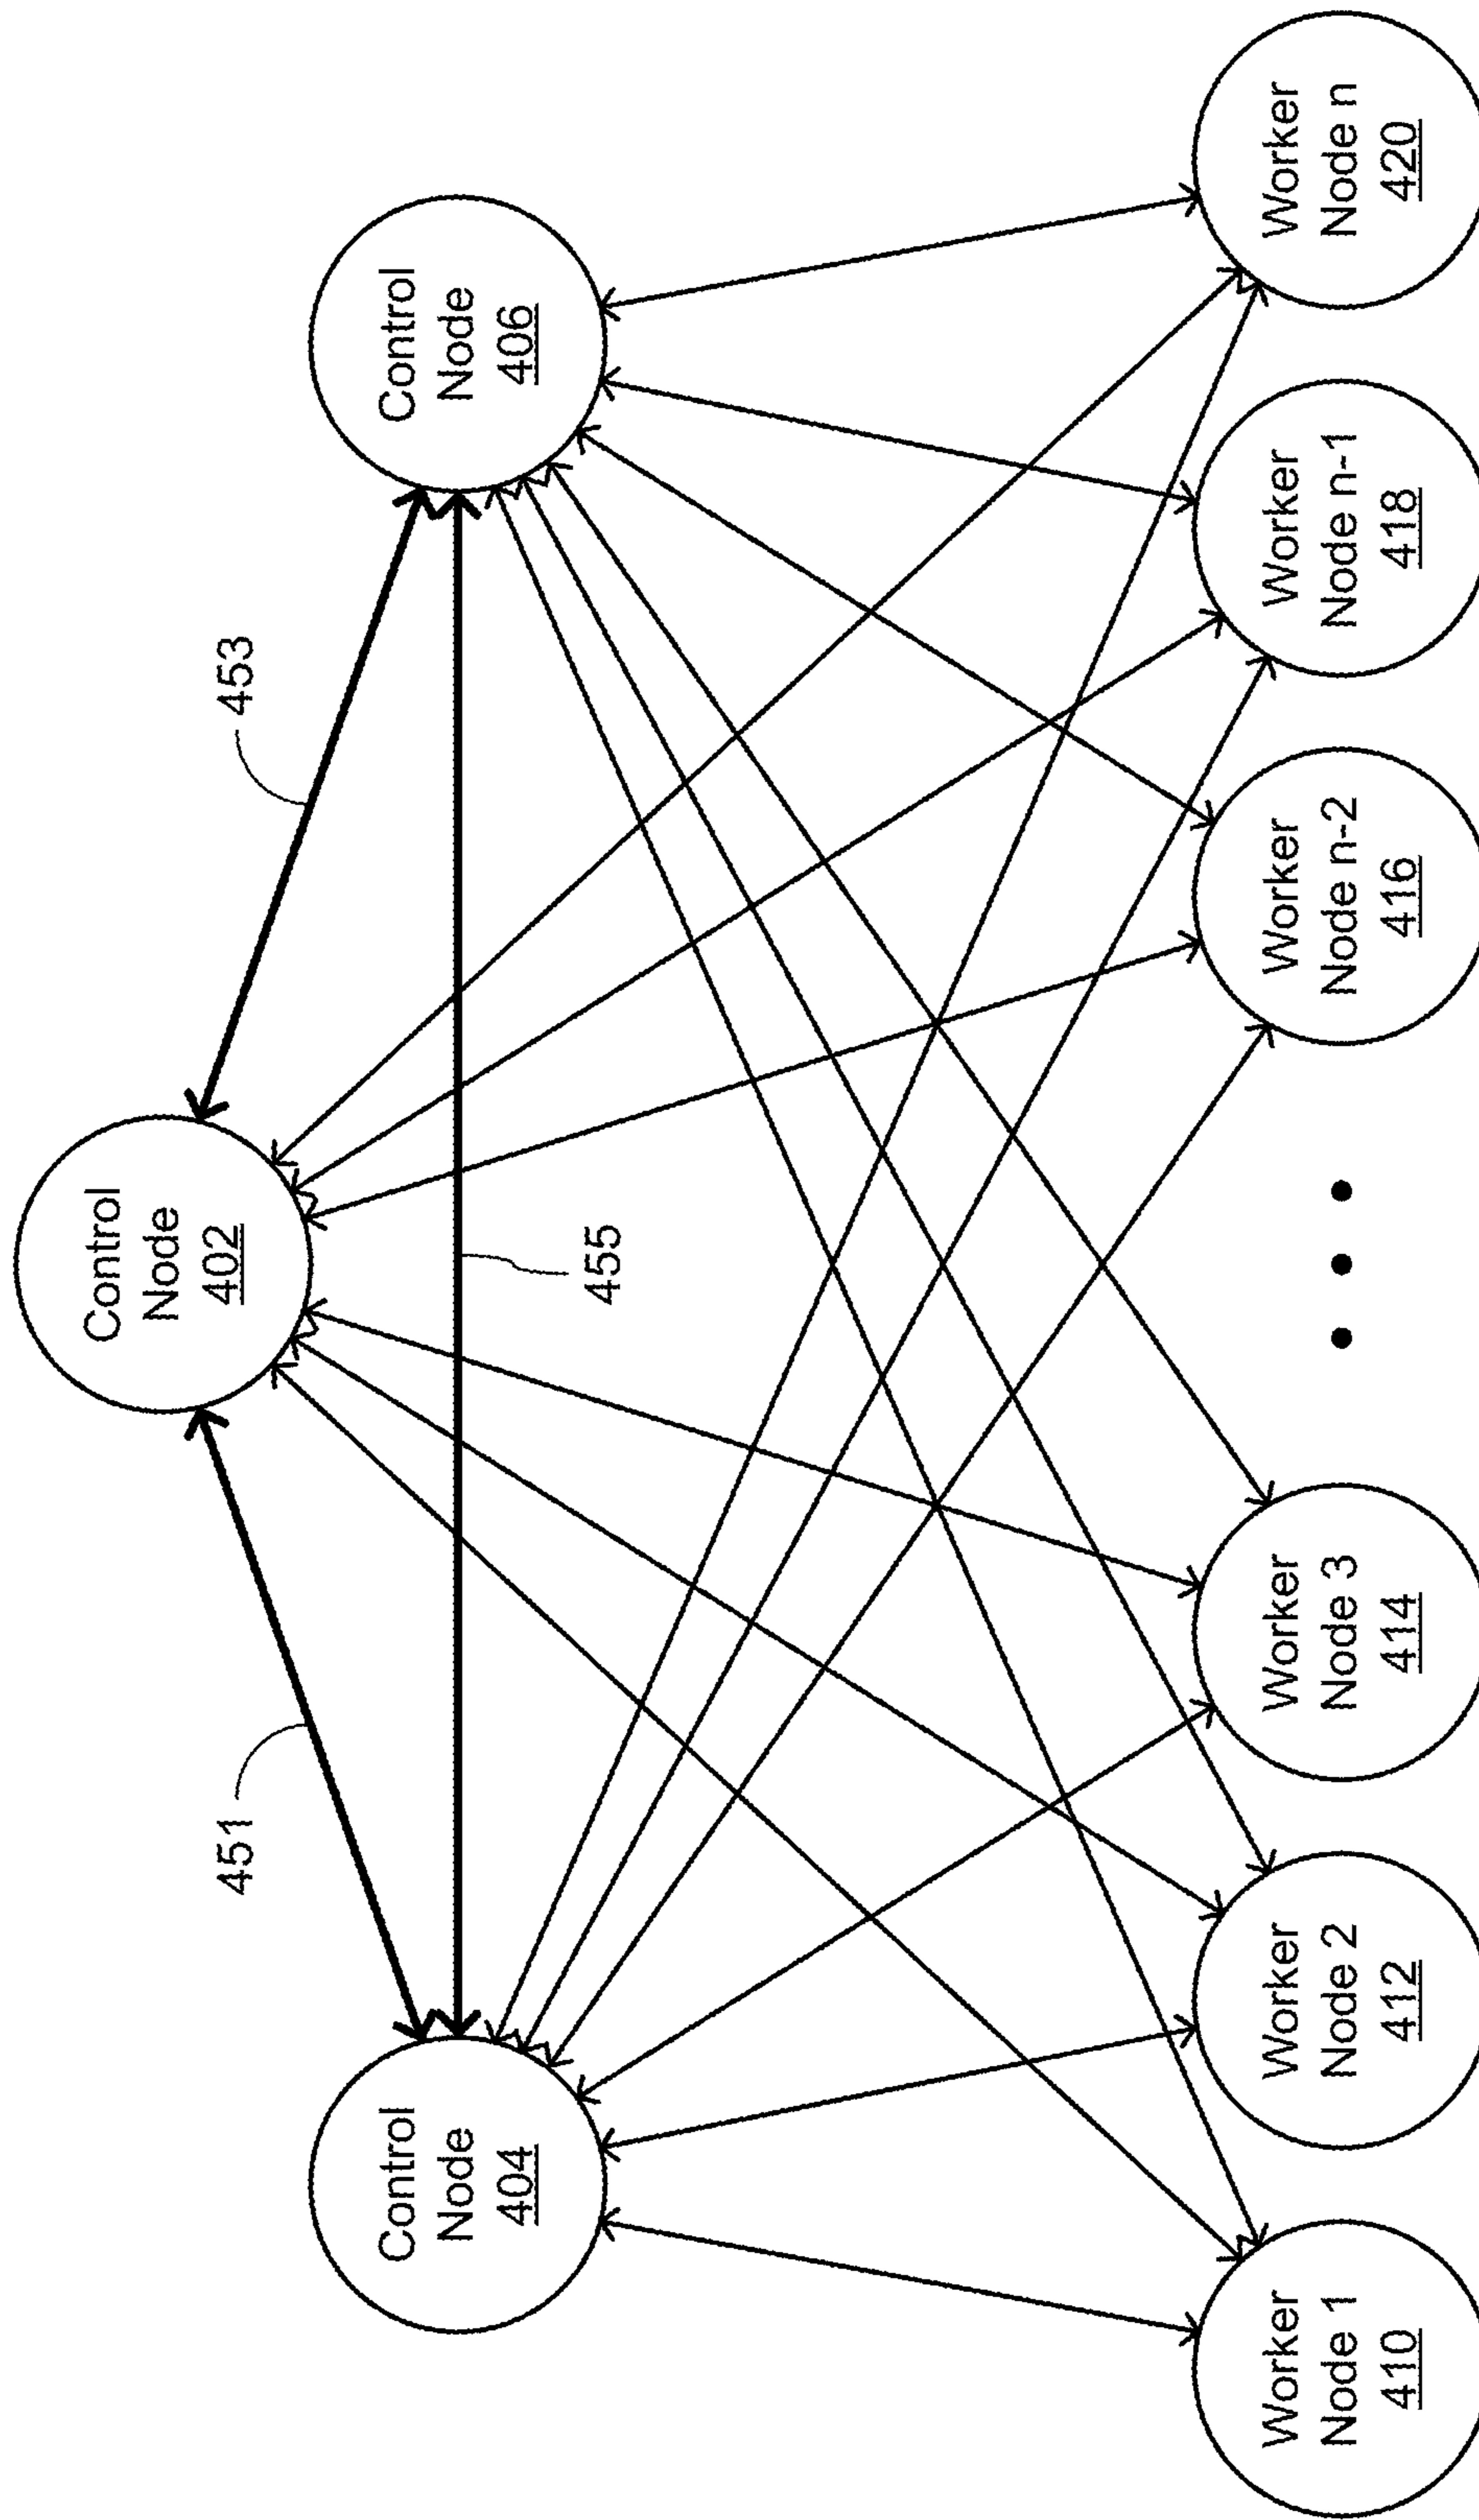 Control
Node
402
451
453
Control
Node
404
Control
Node
406
455
Worker
Node 1
410
Worker
Node 2
412
Worker
Node 3
414
Worker
Node n-2
416
Worker
Node n-1
418
Worker
Node n
420